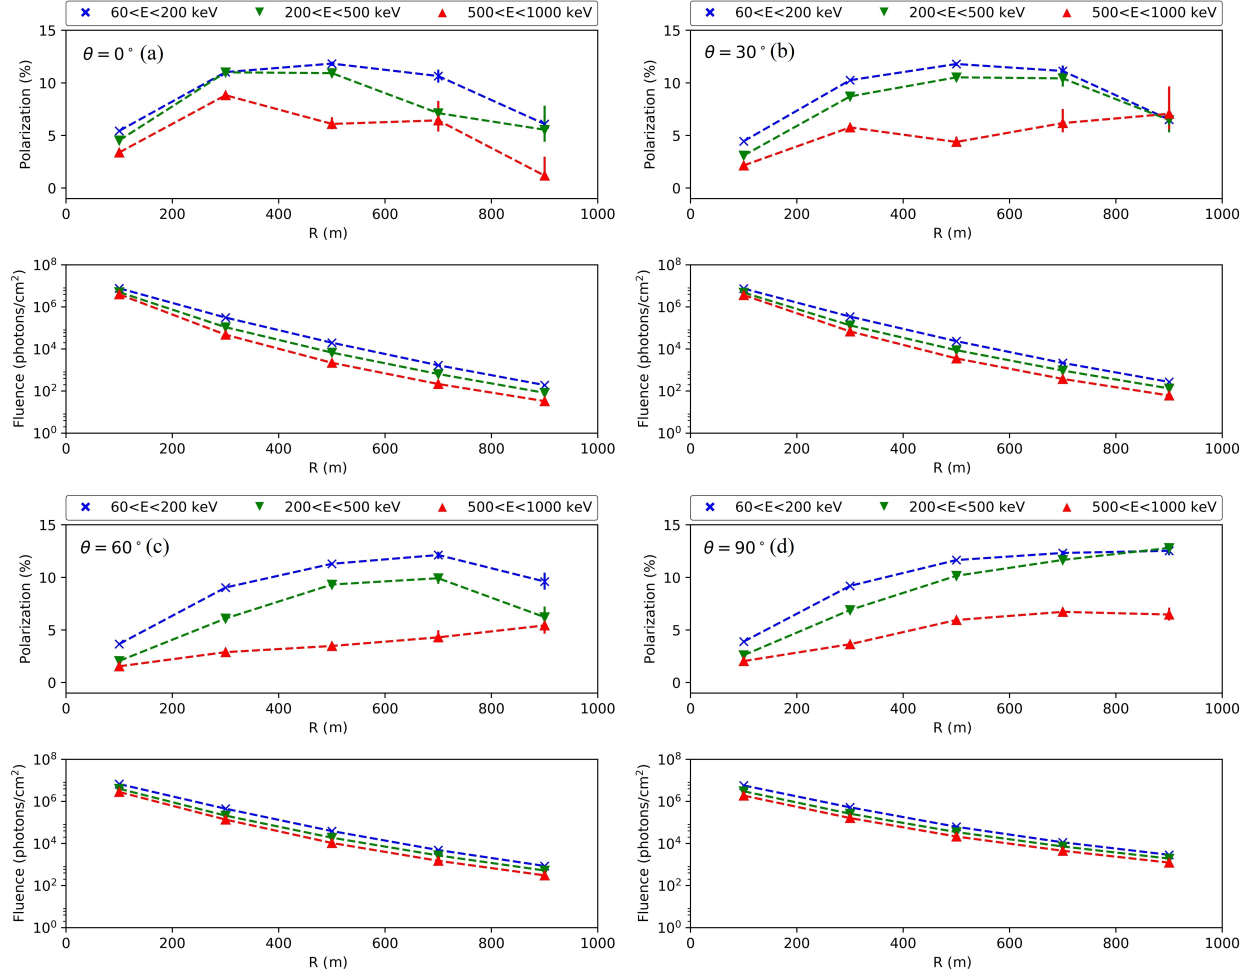 60<E<200 keV 200<E<500 keV 500<E<1000 keV
θ = 0° (a)
Polarization (%)
15
10
5
0
0 200 400 600 800 1000
R (m)
60<E<200 keV 200<E<500 keV 500<E<1000 keV
θ = 30° (b)
Polarization (%)
15
10
5
0
0 200 400 600 800 1000
R (m)
Fluence (photons/cm²)
10⁸
10⁶
10⁴
10²
10⁰
0 200 400 600 800 1000
R (m)
Fluence (photons/cm²)
10⁸
10⁶
10⁴
10²
10⁰
0 200 400 600 800 1000
R (m)
60<E<200 keV 200<E<500 keV 500<E<1000 keV
θ = 60° (c)
Polarization (%)
15
10
5
0
0 200 400 600 800 1000
R (m)
60<E<200 keV 200<E<500 keV 500<E<1000 keV
θ = 90° (d)
Polarization (%)
15
10
5
0
0 200 400 600 800 1000
R (m)
Fluence (photons/cm²)
10⁸
10⁶
10⁴
10²
10⁰
0 200 400 600 800 1000
R (m)
Fluence (photons/cm²)
10⁸
10⁶
10⁴
10²
10⁰
0 200 400 600 800 1000
R (m)